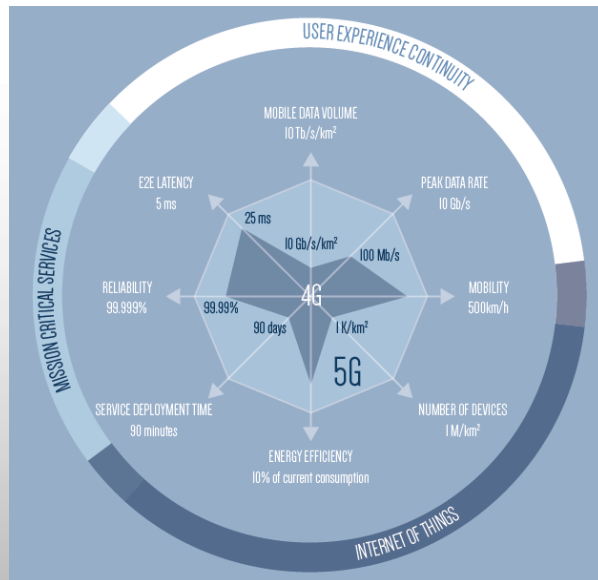 USER EXPERIENCE CONTINUITY
MOBILE DATA VOLUME
10 Tb/s/km²
E2E LATENCY
5 ms
PEAK DATA RATE
10 Gb/s
25 ms
10 Gb/s/km²
100 Mb/s
RELIABILITY
99.999%
99.99%
4G
MOBILITY
500km/h
90 days
1 K/km²
5G
SERVICE DEPLOYMENT TIME
90 minutes
NUMBER OF DEVICES
1 M/km²
ENERGY EFFICIENCY
10% of current consumption
MISSION CRITICAL SERVICES
INTERNET OF THINGS